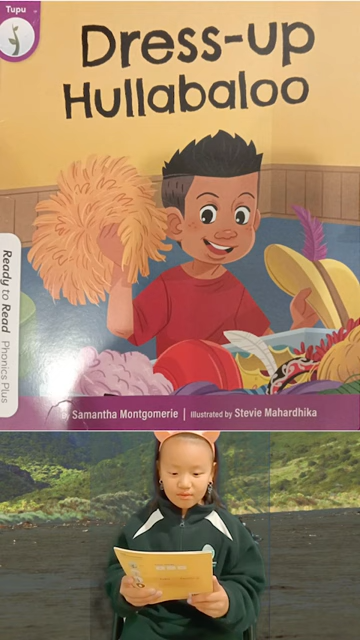 Tupu
Dress-up
Hullabaloo
Ready to Read Phonics Plus
Samantha Montgomerie | Illustrated by Stevie Mahardhika